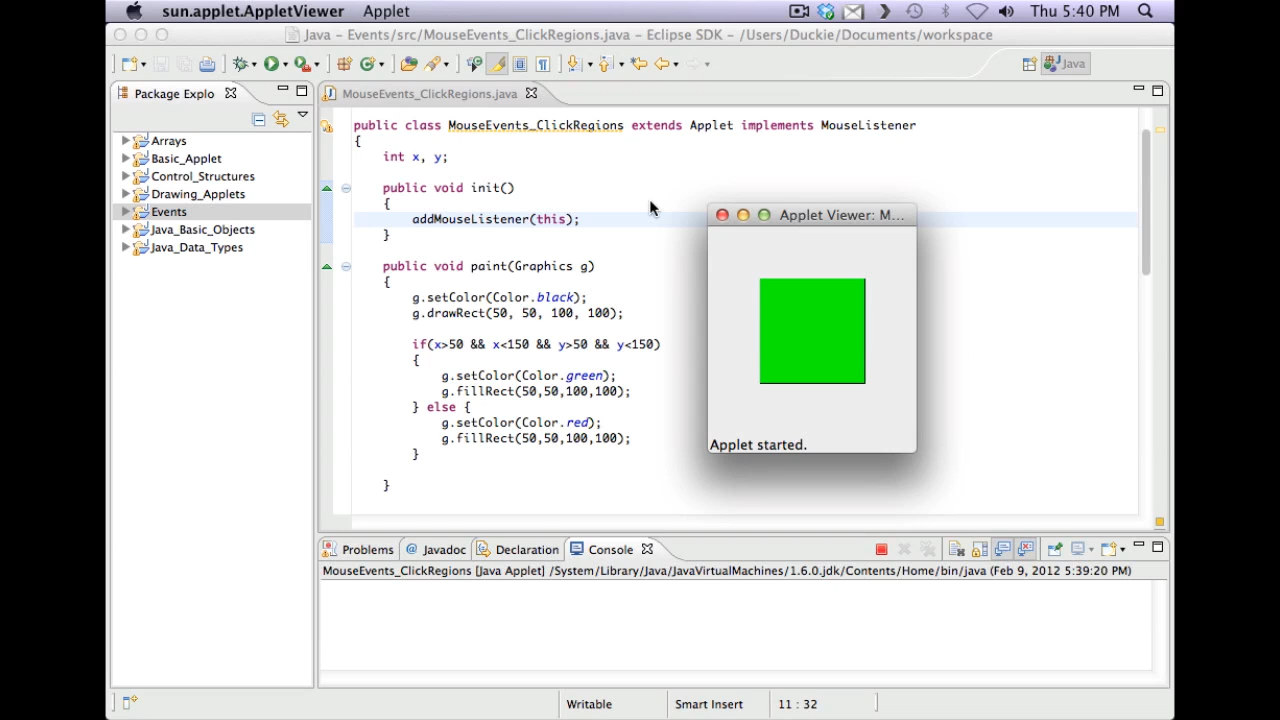 sun.applet.AppletViewer Applet Thu 5:40 PM
Java – Events/src/MouseEvents_ClickRegions.java – Eclipse SDK – /Users/Duckie/Documents/workspace
Java
Package Explo
MouseEvents_ClickRegions.java
Arrays
Basic_Applet
Control_Structures
Drawing_Applets
Events
Java_Basic_Objects
Java_Data_Types
public class MouseEvents_ClickRegions extends Applet implements MouseListener
{
int x, y;
public void init()
{
addMouseListener(this);
}
public void paint(Graphics g)
{
g.setColor(Color.black);
g.drawRect(50, 50, 100, 100);
if(x>50 && x<150 && y>50 && y<150)
{
g.setColor(Color.green);
g.fillRect(50,50,100,100);
} else {
g.setColor(Color.red);
g.fillRect(50,50,100,100);
}
}
Applet Viewer: M...
Applet started.
Problems @ Javadoc Declaration Console
MouseEvents_ClickRegions [Java Applet] /System/Library/Java/JavaVirtualMachines/1.6.0.jdk/Contents/Home/bin/java (Feb 9, 2012 5:39:20 PM)
Writable Smart Insert 11 : 32